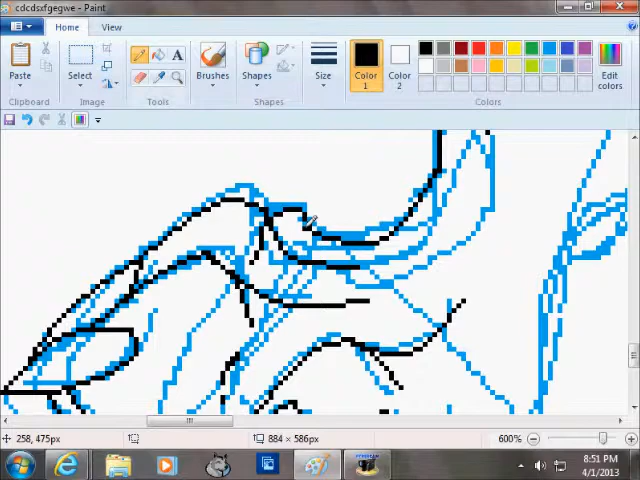 cdcdsxfgegwe - Paint
Home View
Paste Select Brushes Shapes Size Color 1 Color 2 Edit colors
Clipboard Image Tools Shapes Colors
258, 475px 884 × 586px 600%
8:51 PM
4/1/2013